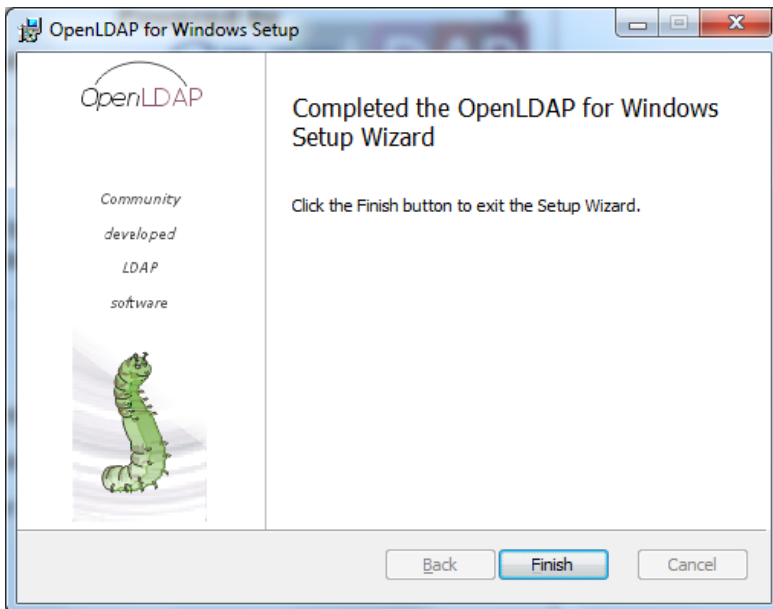 OpenLDAP for Windows Setup
OpenLDAP
Completed the OpenLDAP for Windows
Setup Wizard
Community
developed
LDAP
software
Click the Finish button to exit the Setup Wizard.
Back
Finish
Cancel